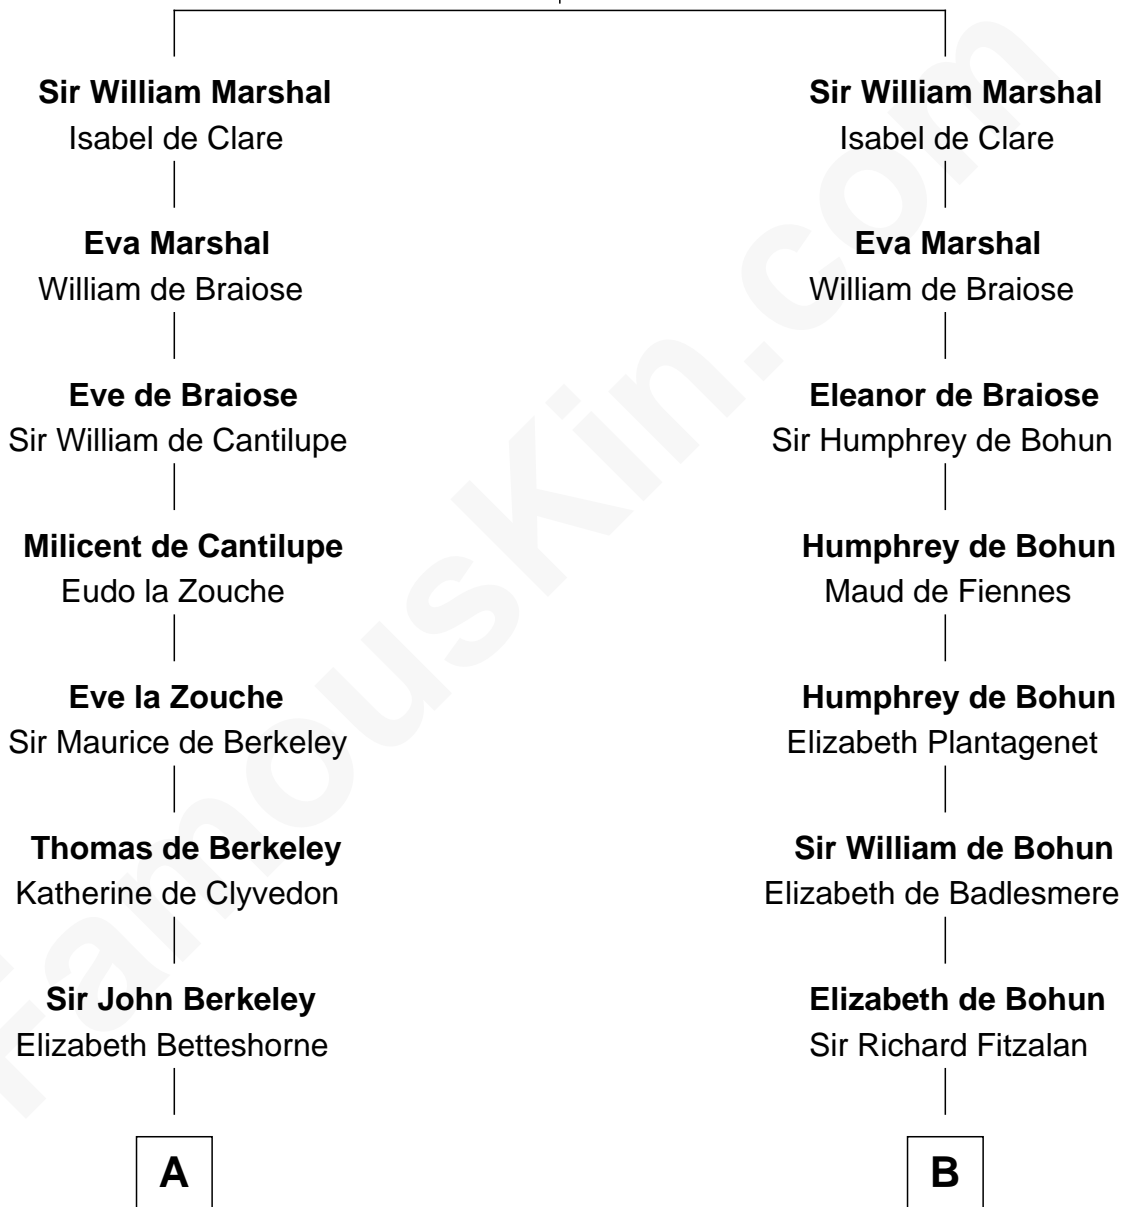 Sir William Marshal
Isabel de Clare
Eva Marshal
William de Braiose
Eve de Braiose
Sir William de Cantilupe
Milicent de Cantilupe
Eudo la Zouche
Eve la Zouche
Sir Maurice de Berkeley
Thomas de Berkeley
Katherine de Clyvedon
Sir John Berkeley
Elizabeth Betteshorne
A
Sir William Marshal
Isabel de Clare
Eva Marshal
William de Braiose
Eleanor de Braiose
Sir Humphrey de Bohun
Humphrey de Bohun
Maud de Fiennes
Humphrey de Bohun
Elizabeth Plantagenet
Sir William de Bohun
Elizabeth de Badlesmere
Elizabeth de Bohun
Sir Richard Fitzalan
B
FamousKin.com